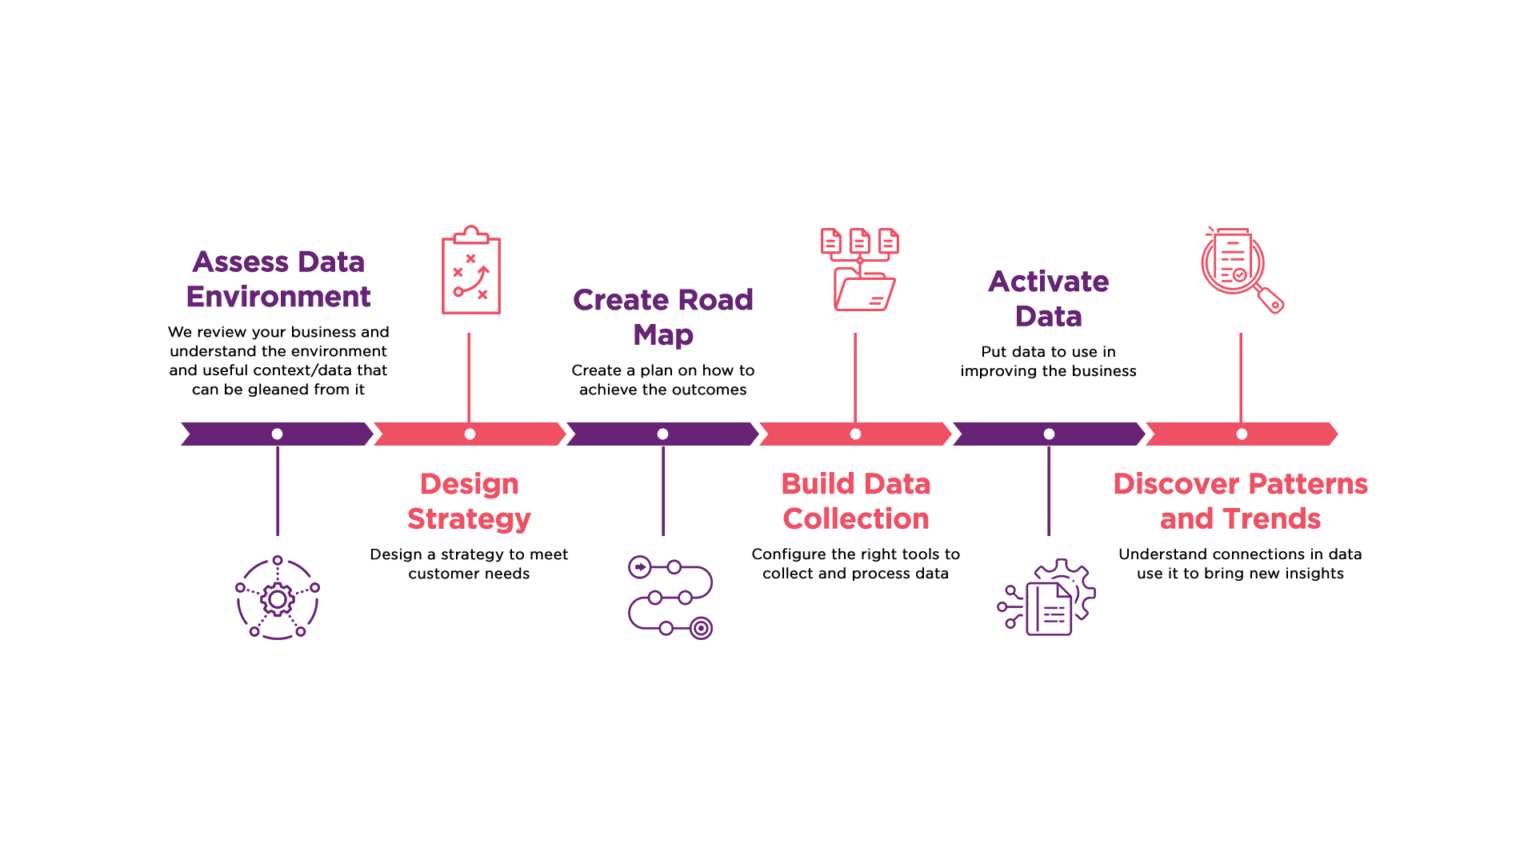 Assess Data
Environment
We review your business and
understand the environment
and useful context/data that
can be gleaned from it
Design
Strategy
Design a strategy to meet
customer needs
Create Road
Map
Create a plan on how to
achieve the outcomes
Build Data
Collection
Configure the right tools to
collect and process data
Activate
Data
Put data to use in
improving the business
Discover Patterns
and Trends
Understand connections in data
use it to bring new insights